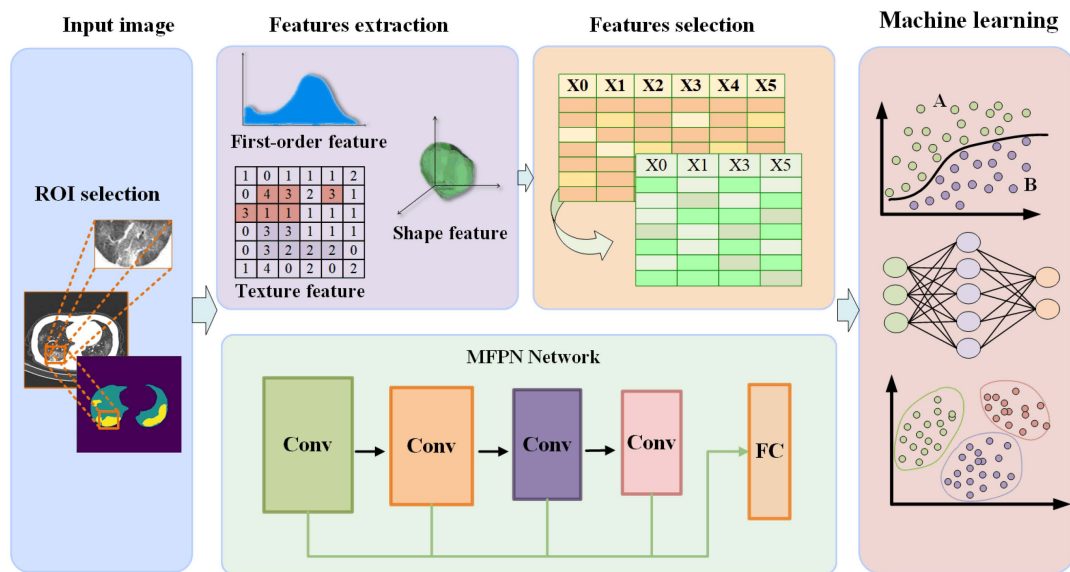 Input image
Features extraction
Features selection
Machine learning
ROI selection
First-order feature
1 0 1 1 1 2
0 4 3 2 3 1
3 1 1 1 1 1
0 3 3 1 1 1
0 3 2 2 0 2
1 4 0 2 0 2
Texture feature
Shape feature
X0 X1 X2 X3 X4 X5
X0 X1 X3 X5
A
B
MFPN Network
Conv Conv Conv Conv FC